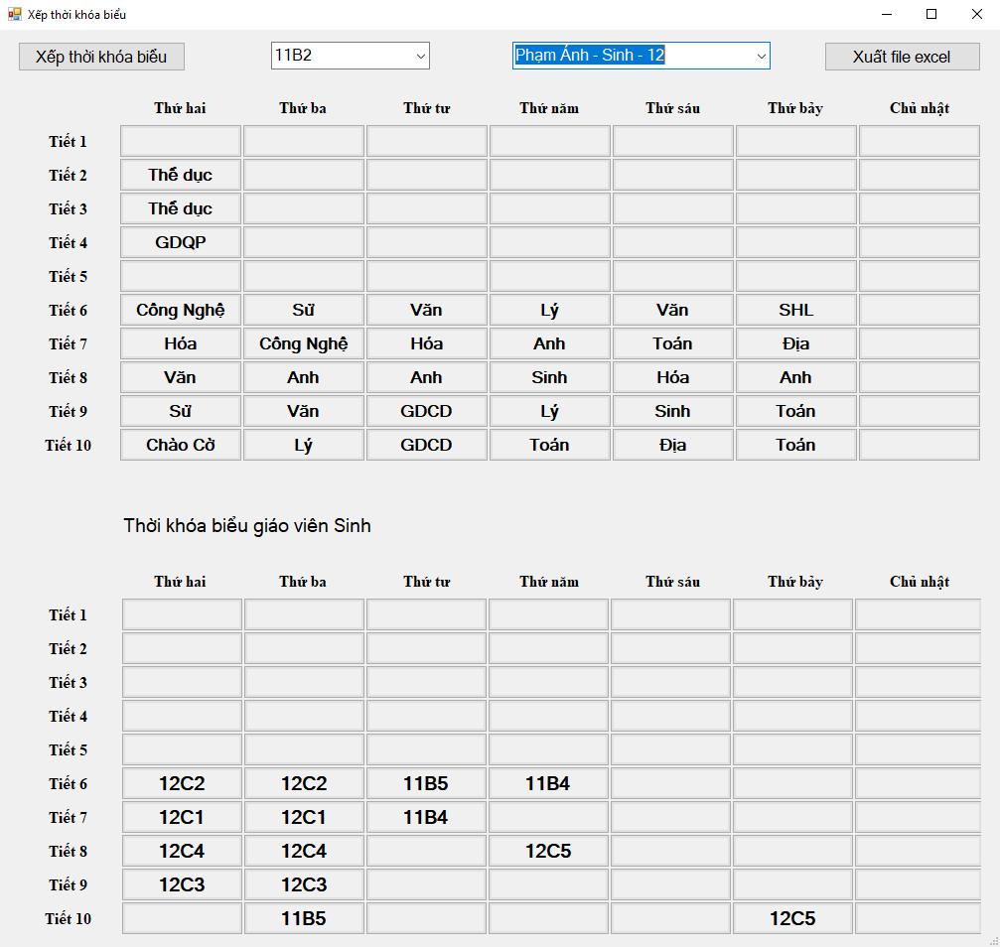 Xếp thời khóa biểu
Xếp thời khóa biểu 11B2 Phạm Ánh - Sinh - 12 Xuất file excel
Thứ hai Thứ ba Thứ tư Thứ năm Thứ sáu Thứ bảy Chủ nhật
Tiết 1
Tiết 2 Thể dục
Tiết 3 Thể dục
Tiết 4 GDQP
Tiết 5
Tiết 6 Công Nghệ Sử Văn Lý Văn SHL
Tiết 7 Hóa Công Nghệ Hóa Anh Toán Địa
Tiết 8 Văn Anh Anh Sinh Hóa Anh
Tiết 9 Sử Văn GDCD Lý Sinh Toán
Tiết 10 Chào Cờ Lý GDCD Toán Địa Toán
Thời khóa biểu giáo viên Sinh
Thứ hai Thứ ba Thứ tư Thứ năm Thứ sáu Thứ bảy Chủ nhật
Tiết 1
Tiết 2
Tiết 3
Tiết 4
Tiết 5
Tiết 6 12C2 12C2 11B5 11B4
Tiết 7 12C1 12C1 11B4
Tiết 8 12C4 12C4 12C5
Tiết 9 12C3 12C3
Tiết 10 11B5 12C5